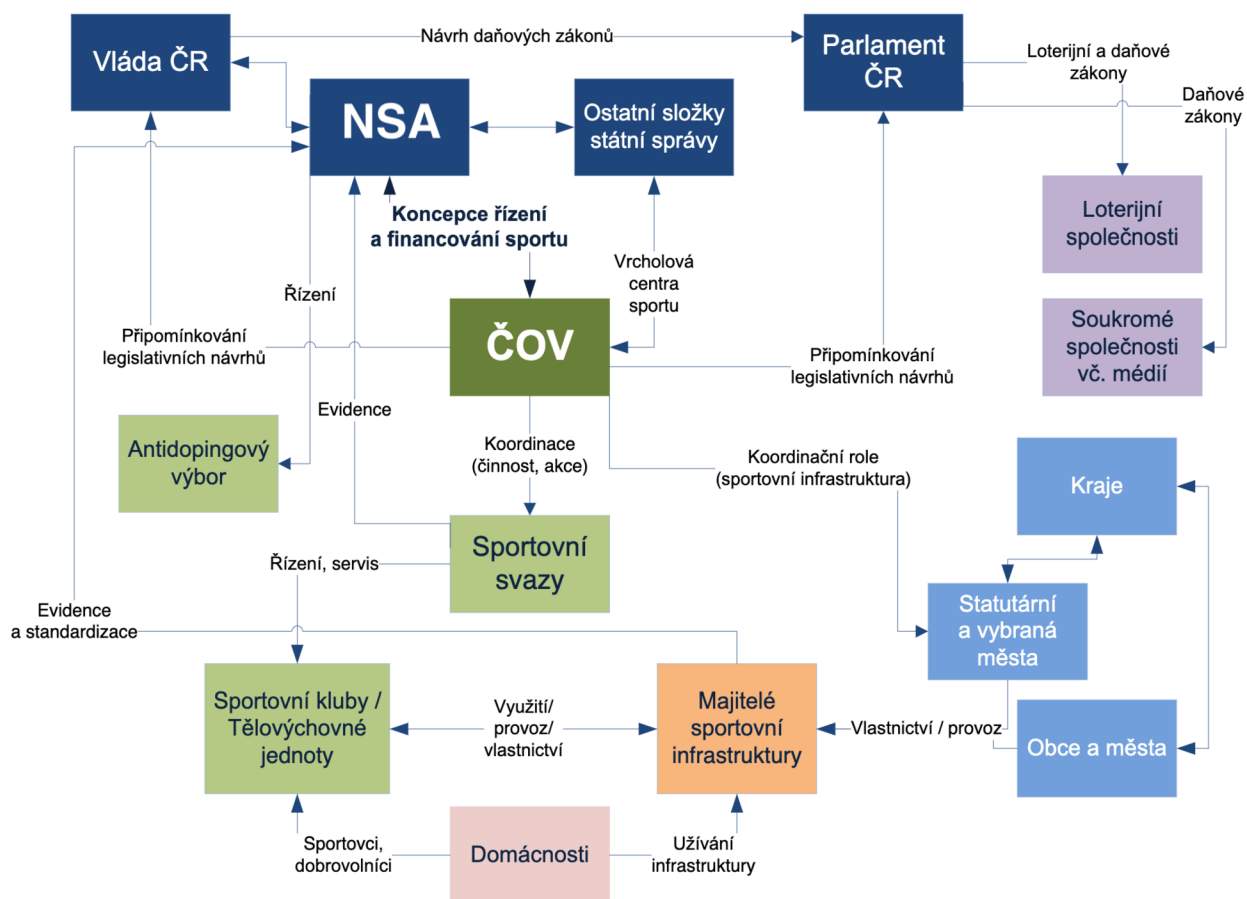 Vláda ČR
Návrh daňových zákonů
Parlament
ČR
Loterijní a daňové
zákony
Daňové
zákony
NSA
Ostatní složky
státní správy
Koncepce řízení
a financování sportu
Loterijní
společnosti
Vrcholová
centra
sportu
Řízení
ČOV
Připomínkování
legislativních návrhů
Připomínkování
legislativních návrhů
Soukromé
společnosti
vč. médií
Evidence
Antidopingový
výbor
Koordinace
(činnost, akce)
Koordinační role
(sportovní infrastruktura)
Kraje
Sportovní
svazy
Řízení, servis
Evidence
a standardizace
Statutární
a vybraná
města
Sportovní kluby /
Tělovýchovné
jednoty
Využití/
provoz/
vlastnictví
Majitelé
sportovní
infrastruktury
Vlastnictví / provoz
Obce a města
Sportovci,
dobrovolníci
Domácnosti
Užívání
infrastruktury